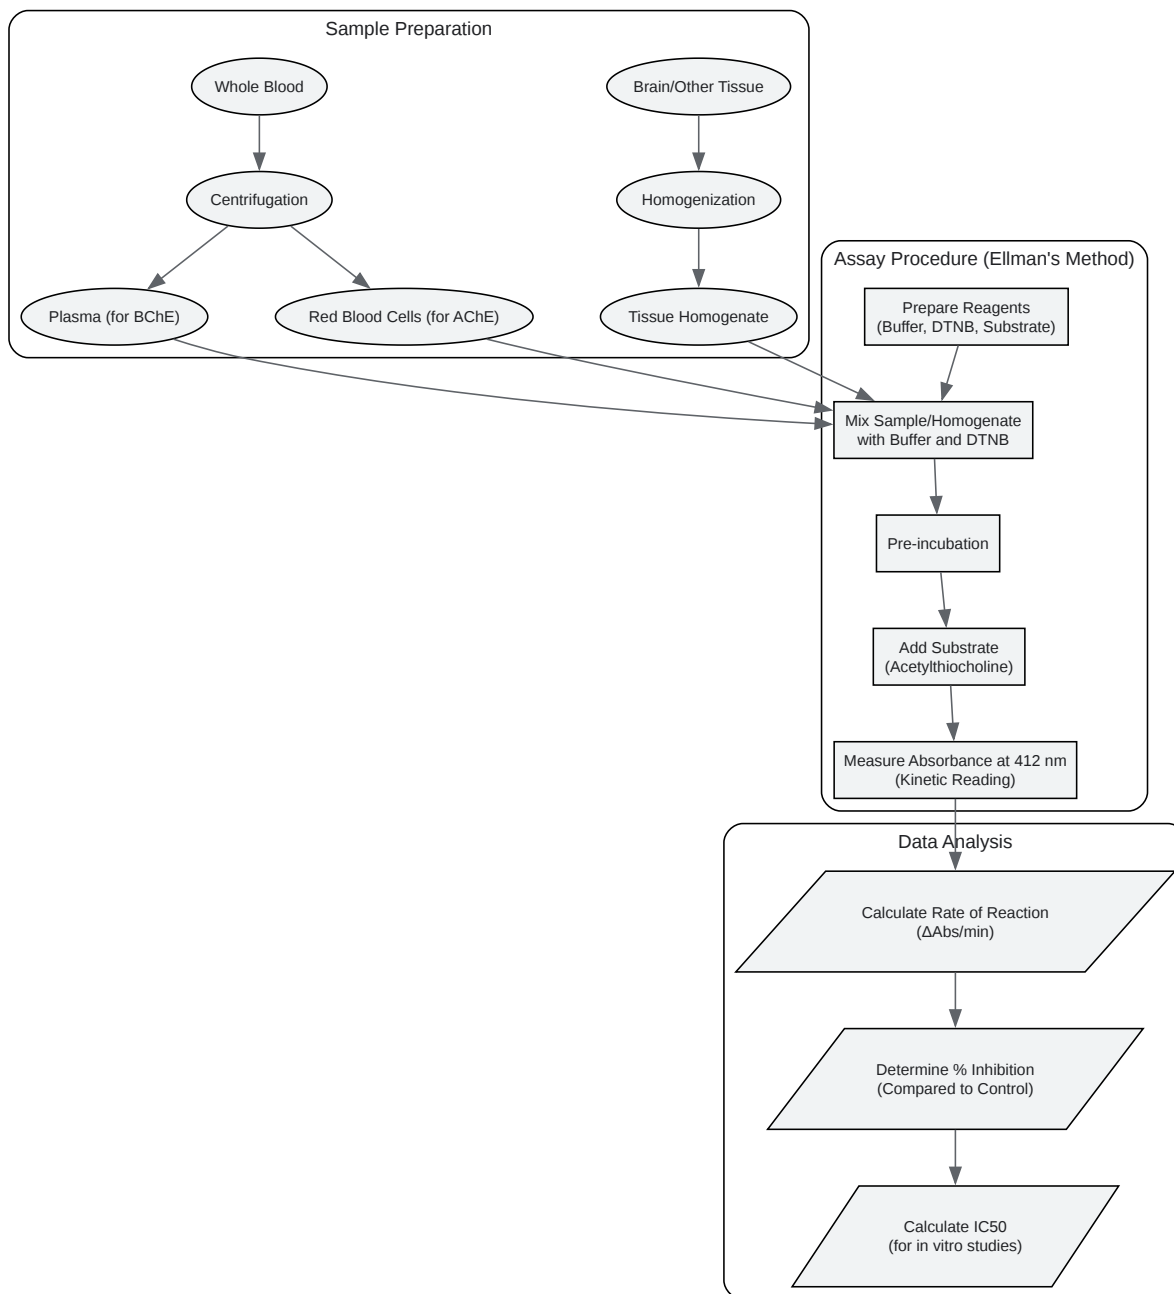 Sample Preparation
Whole Blood
Brain/Other Tissue
Centrifugation
Homogenization
Plasma (for BChE)
Red Blood Cells (for AChE)
Tissue Homogenate
Assay Procedure (Ellman's Method)
Prepare Reagents
(Buffer, DTNB, Substrate)
Mix Sample/Homogenate
with Buffer and DTNB
Pre-incubation
Add Substrate
(Acetylthiocholine)
Measure Absorbance at 412 nm
(Kinetic Reading)
Data Analysis
Calculate Rate of Reaction
(ΔAbs/min)
Determine % Inhibition
(Compared to Control)
Calculate IC50
(for in vitro studies)